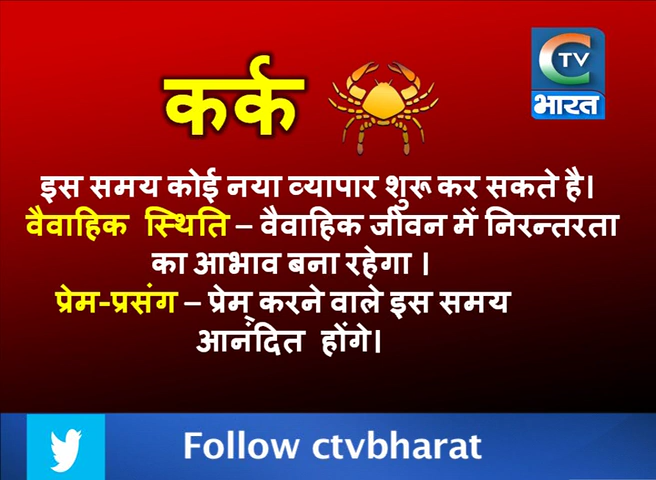 कर्क
C TV
भारत
इस समय कोई नया व्यापार शुरू कर सकते है।
वैवाहिक स्थिति – वैवाहिक जीवन में निरन्तरता
का आभाव बना रहेगा ।
प्रेम-प्रसंग – प्रेम् करने वाले इस समय
आनंदित होंगे।
Follow ctvbharat